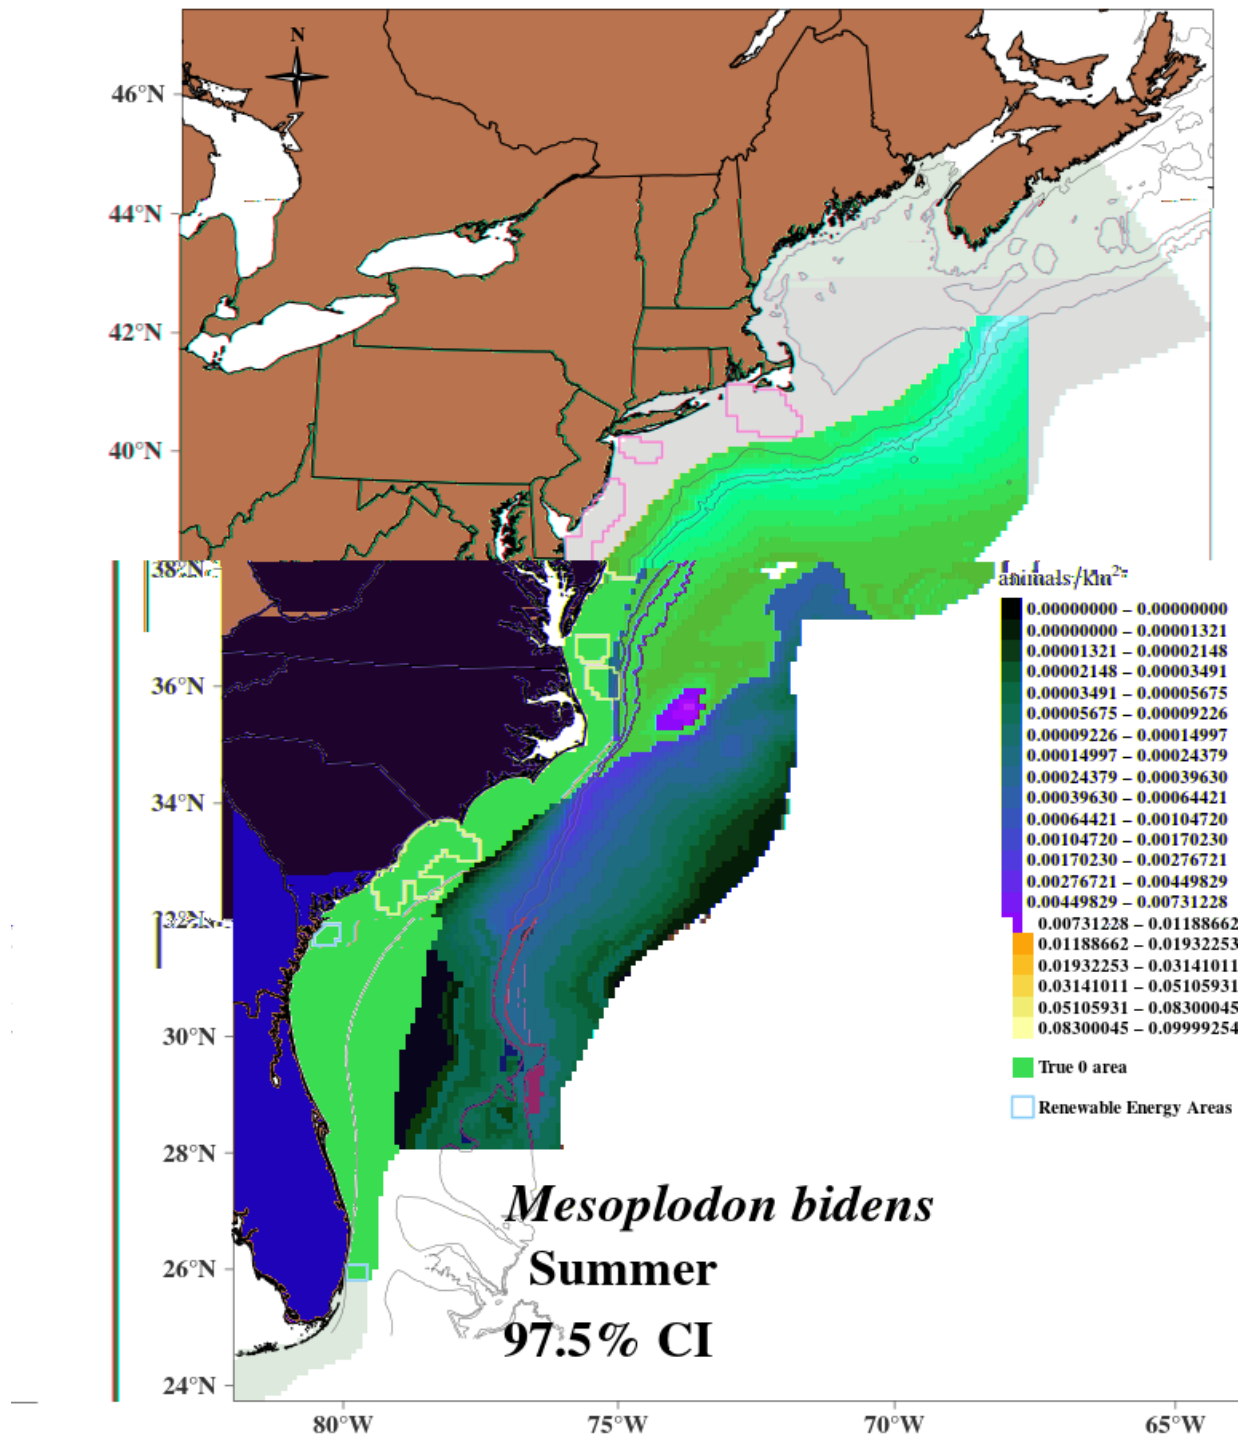 N
46°N
44°N
42°N
40°N
38°N
36°N
34°N
32°N
30°N
28°N
26°N
24°N
80°W
75°W
70°W
65°W
animals/km²
0.00000000 – 0.00000000
0.00000000 – 0.00001321
0.00001321 – 0.00002148
0.00002148 – 0.00003491
0.00003491 – 0.00005675
0.00005675 – 0.00009226
0.00009226 – 0.00014997
0.00014997 – 0.00024379
0.00024379 – 0.00039630
0.00039630 – 0.00064421
0.00064421 – 0.00104720
0.00104720 – 0.00170230
0.00170230 – 0.00276721
0.00276721 – 0.00449829
0.00449829 – 0.00731228
0.00731228 – 0.01188662
0.01188662 – 0.01932253
0.01932253 – 0.03141011
0.03141011 – 0.05105931
0.05105931 – 0.08300045
0.08300045 – 0.09999254
True 0 area
Renewable Energy Areas
Mesoplodon bidens
Summer
97.5% CI